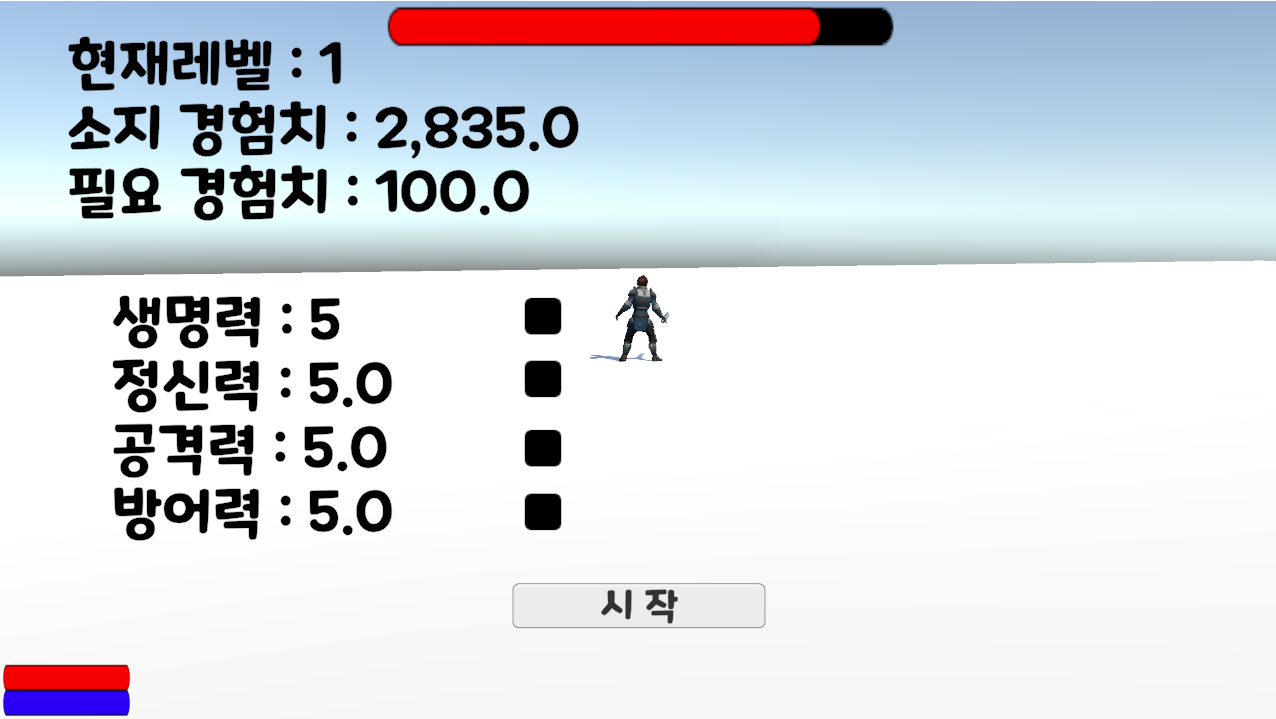 현재레벨 : 1
소지 경험치 : 2,835.0
필요 경험치 : 100.0
생명력 : 5
정신력 : 5.0
공격력 : 5.0
방어력 : 5.0
시 작